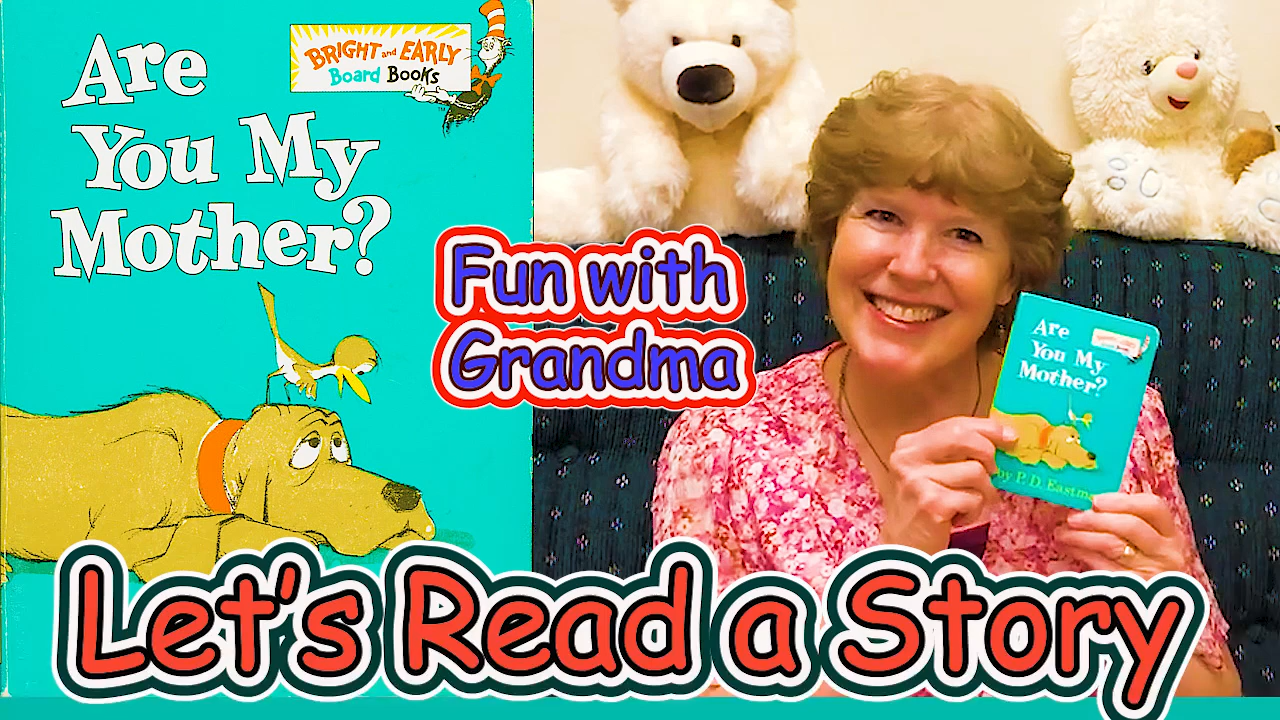 BRIGHT and EARLY
Board Books
Are
You My
Mother?
Fun with
Grandma
Are
You My
Mother?
by P. D. Eastma
Let's Read a Story